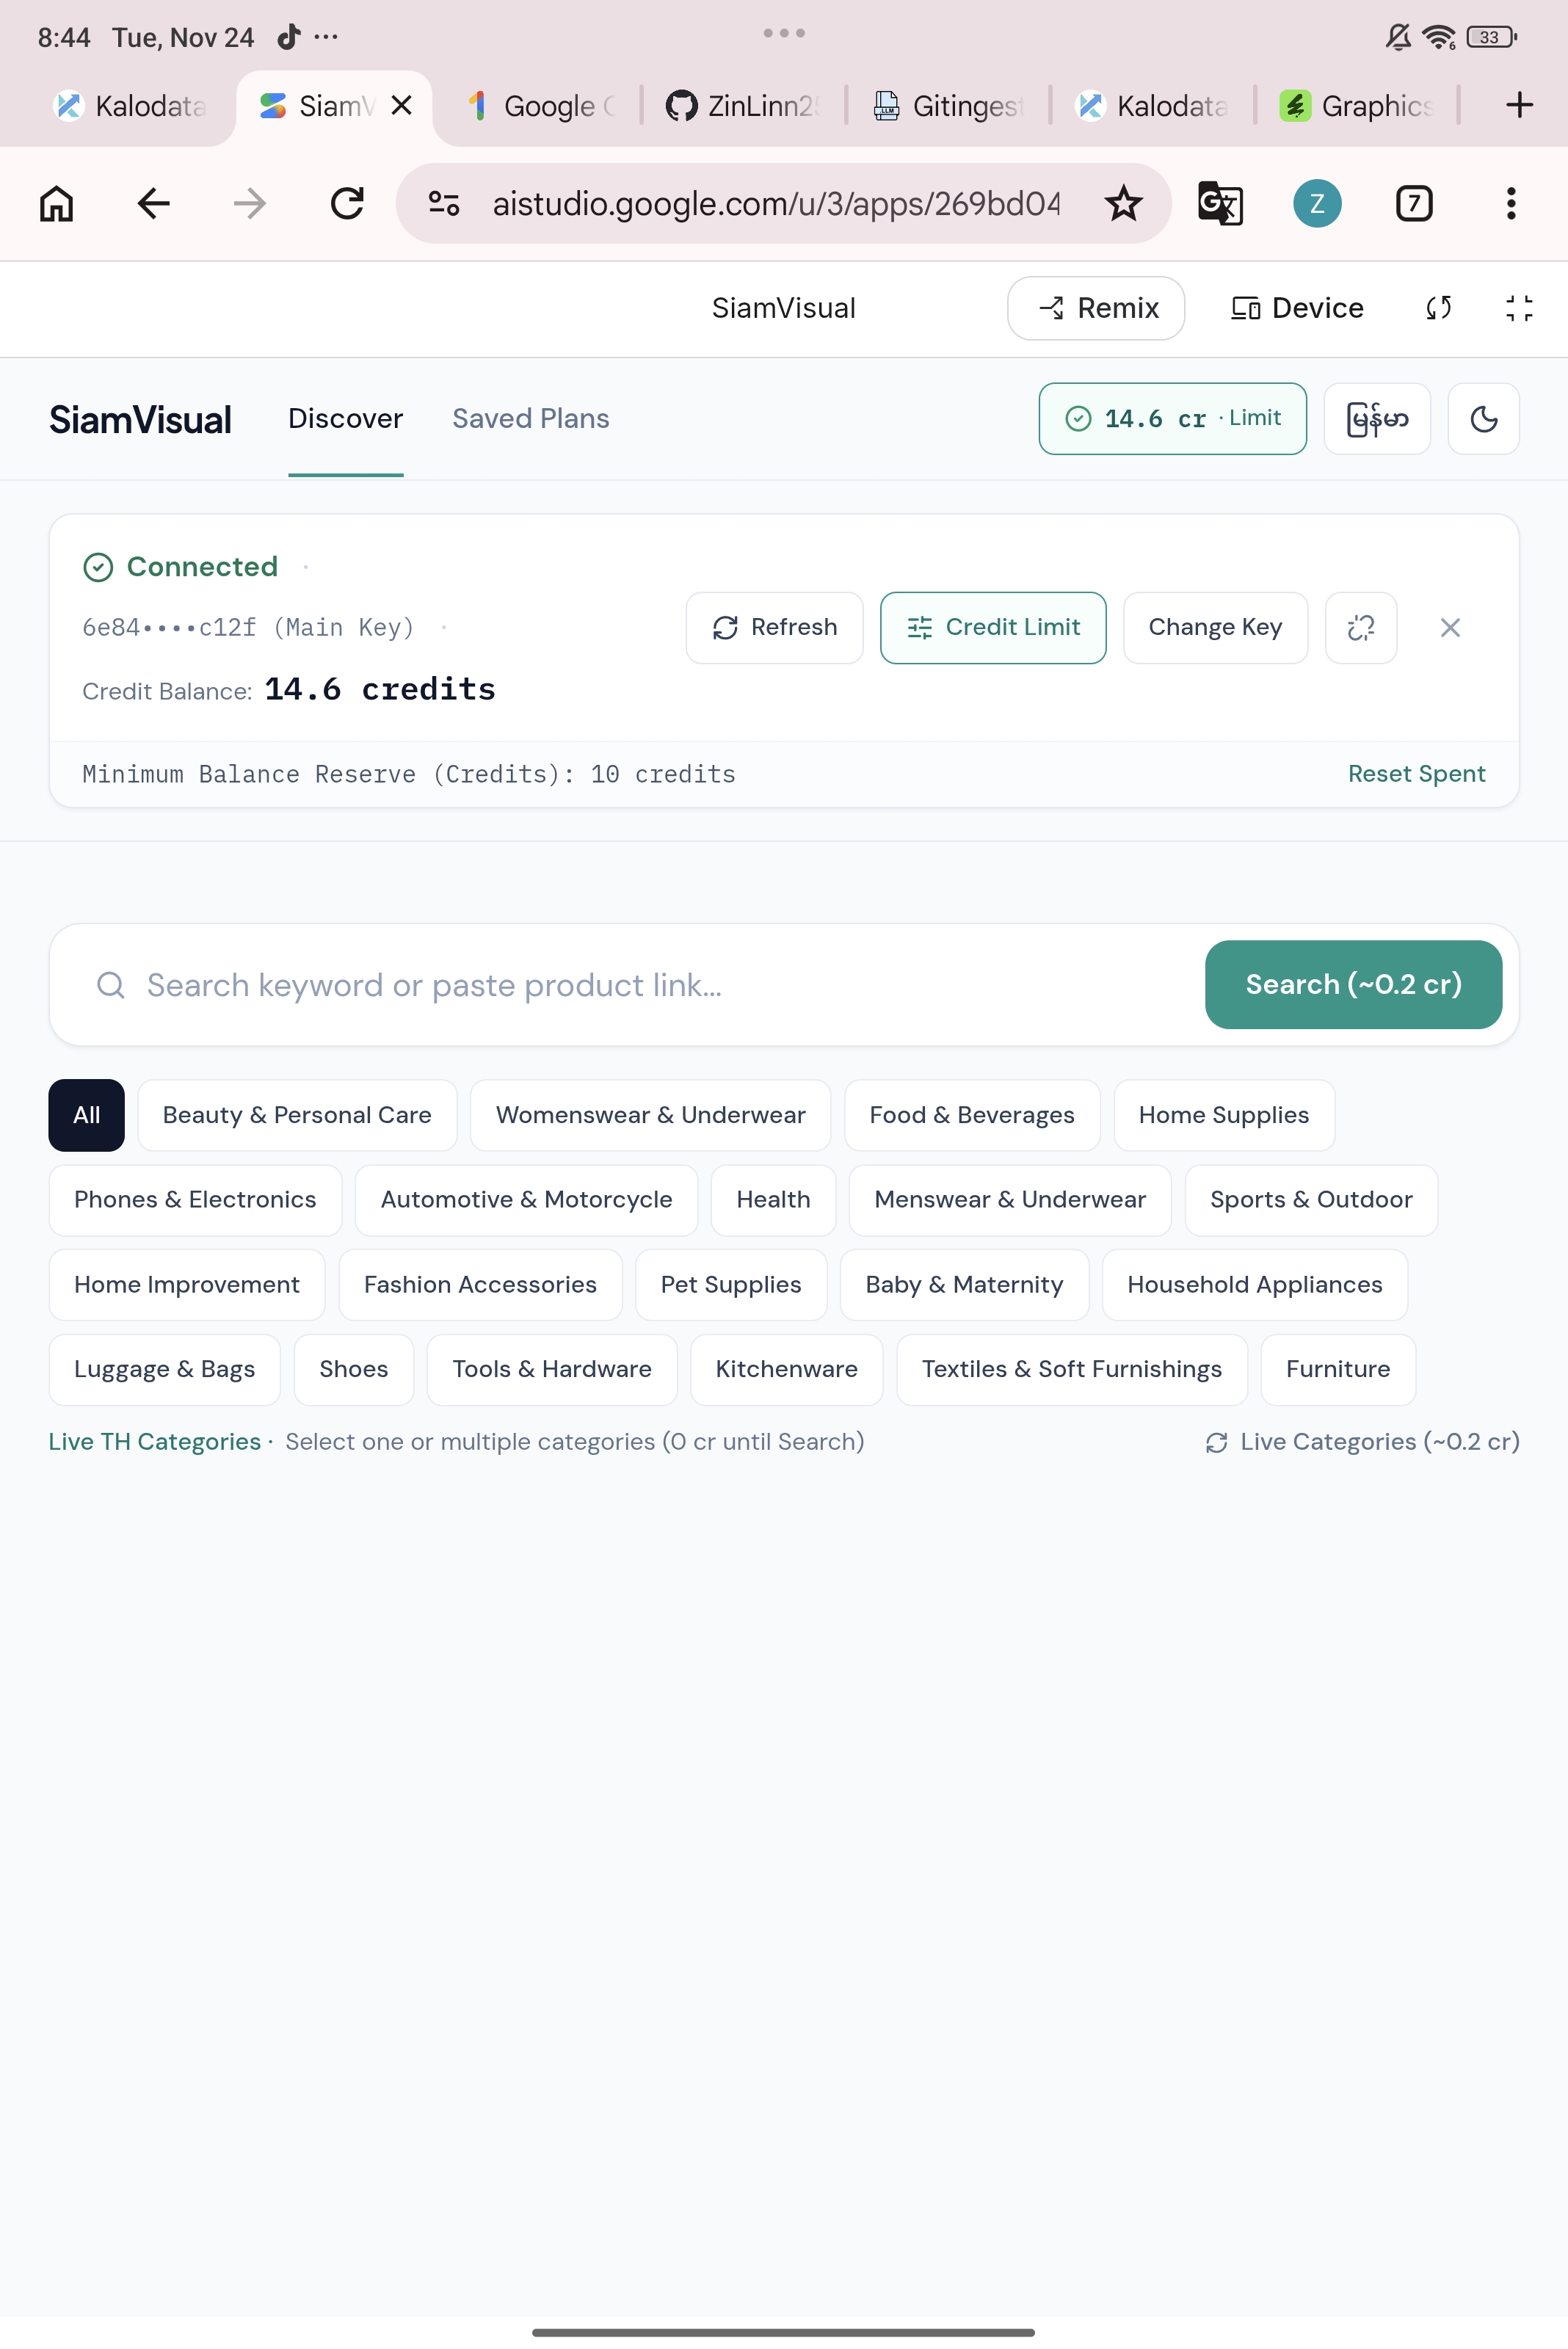 8:44 Tue, Nov 24
33
Kalodata
SiamV
Google
ZinLinn2
Gitingest
Kalodata
Graphics
aistudio.google.com/u/3/apps/269bd04
Z
7
SiamVisual
Remix
Device
SiamVisual
Discover
Saved Plans
14.6 cr · Limit
မြန်မာ
Connected ·
6e84••••c12f (Main Key) ·
Credit Balance: 14.6 credits
Refresh
Credit Limit
Change Key
Minimum Balance Reserve (Credits): 10 credits
Reset Spent
Search keyword or paste product link...
Search (~0.2 cr)
All
Beauty & Personal Care
Womenswear & Underwear
Food & Beverages
Home Supplies
Phones & Electronics
Automotive & Motorcycle
Health
Menswear & Underwear
Sports & Outdoor
Home Improvement
Fashion Accessories
Pet Supplies
Baby & Maternity
Household Appliances
Luggage & Bags
Shoes
Tools & Hardware
Kitchenware
Textiles & Soft Furnishings
Furniture
Live TH Categories · Select one or multiple categories (0 cr until Search)
Live Categories (~0.2 cr)